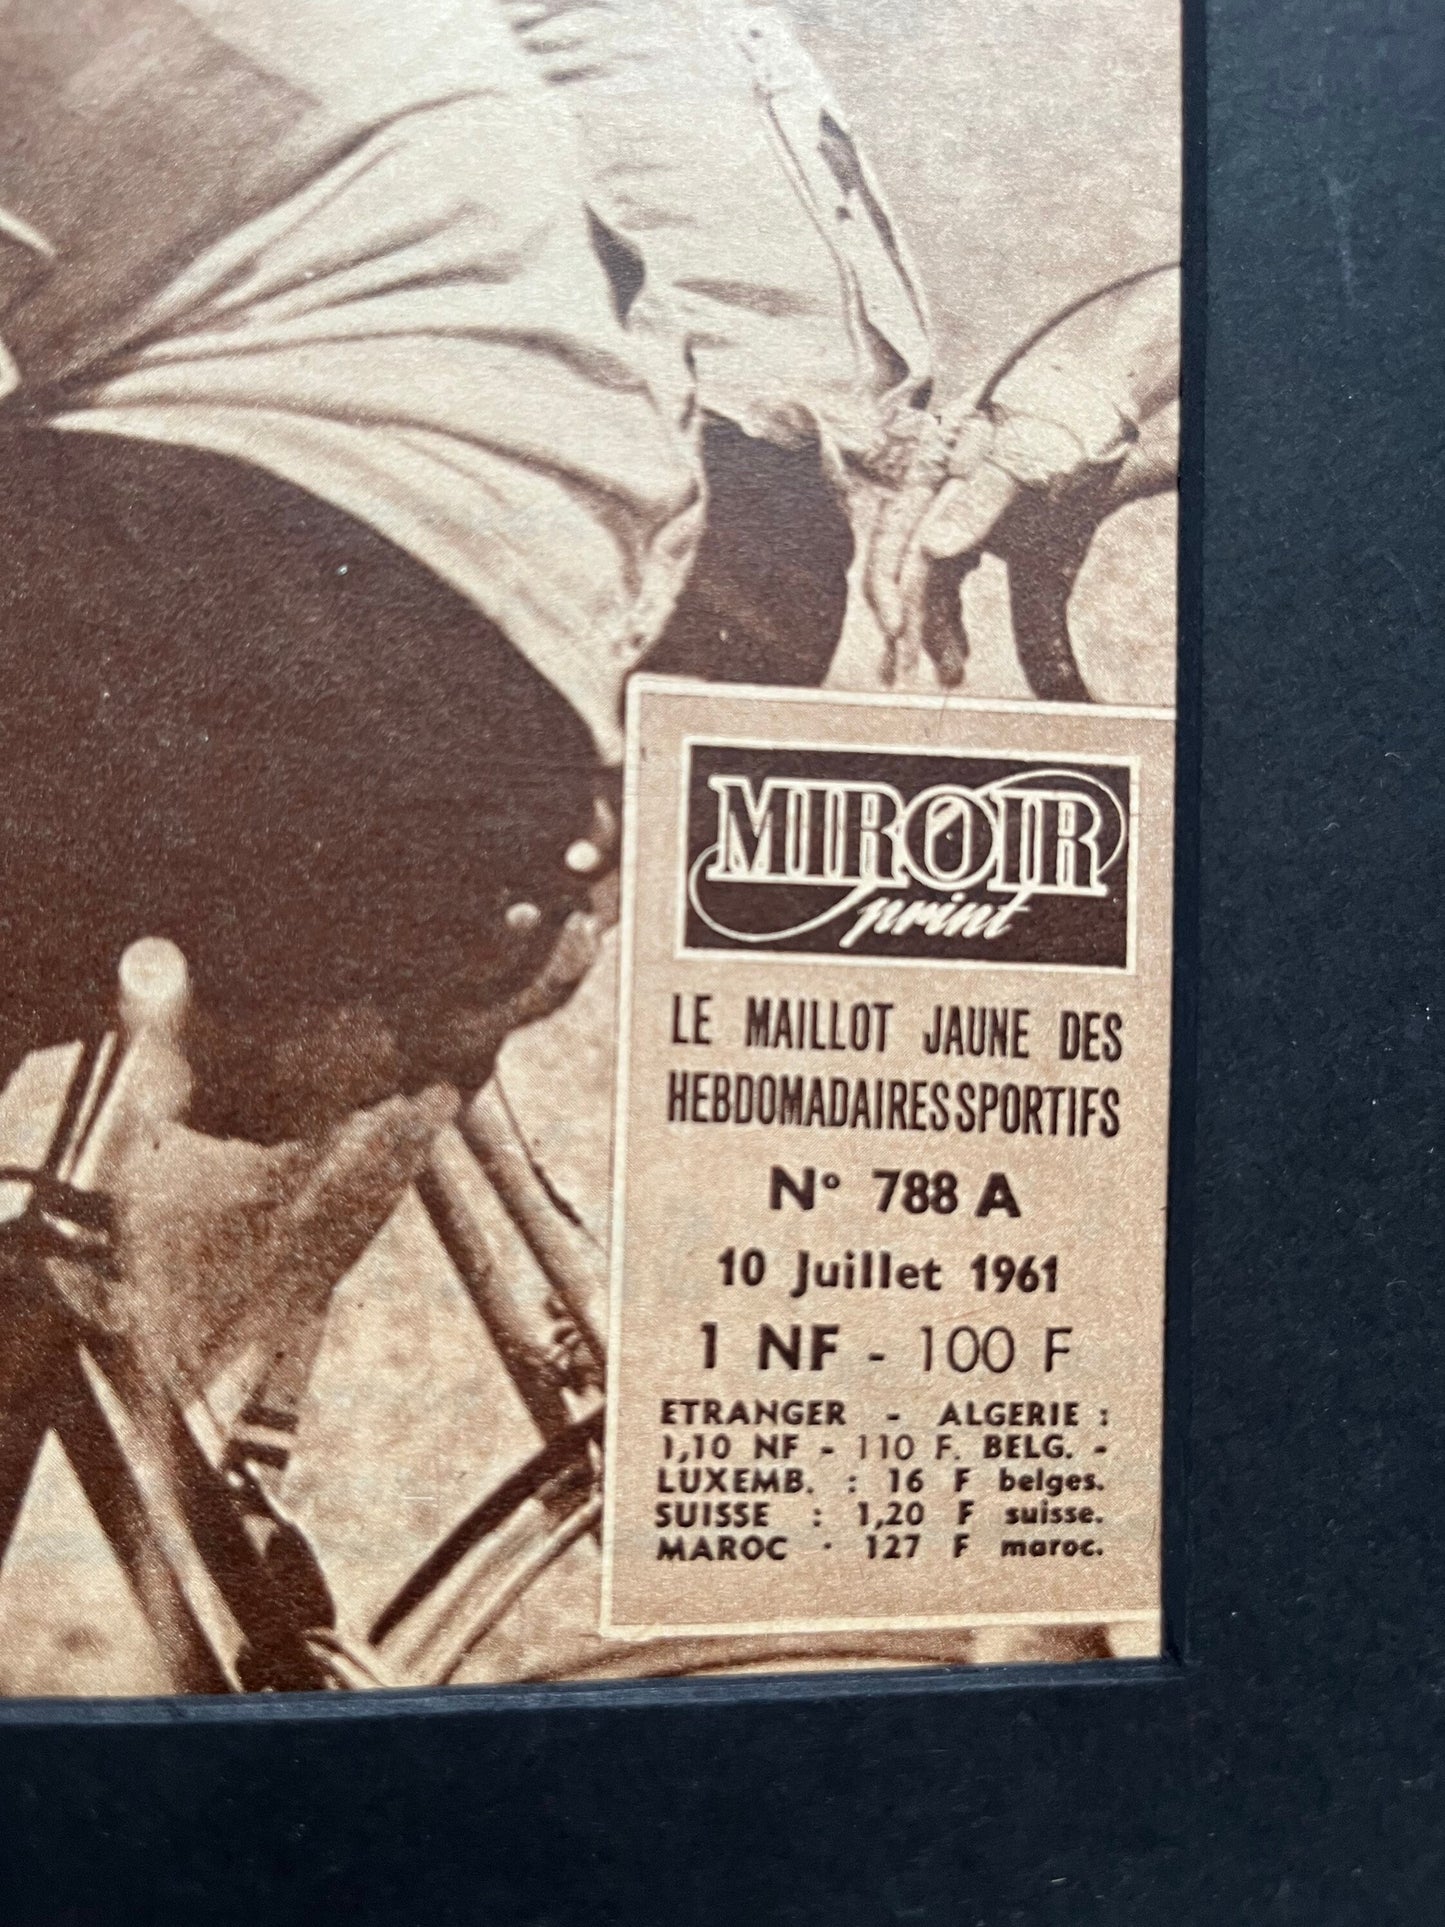 MIROIR
sprint
LE MAILLOT JAUNE DES
HEBDOMADAIRES SPORTIFS
N° 788 A
10 Juillet 1961
1 NF - 100 F
ETRANGER - ALGERIE :
1,10 NF - 110 F. BELG. -
LUXEMB. : 16 F belges.
SUISSE : 1,20 F suisse.
MAROC · 127 F maroc.